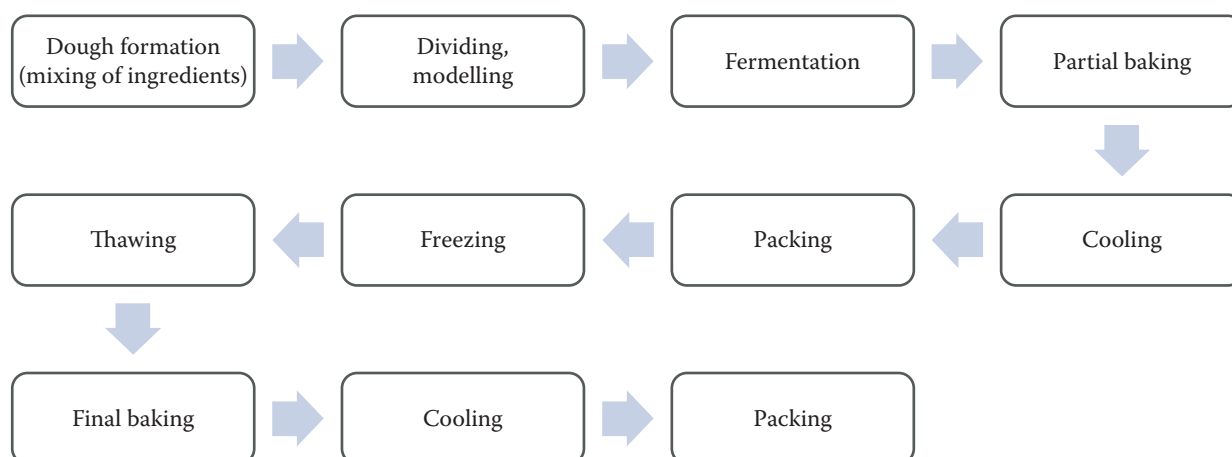 Dough formation
(mixing of ingredients)
Dividing,
modelling
Fermentation
Partial baking
Cooling
Packing
Freezing
Thawing
Final baking
Cooling
Packing